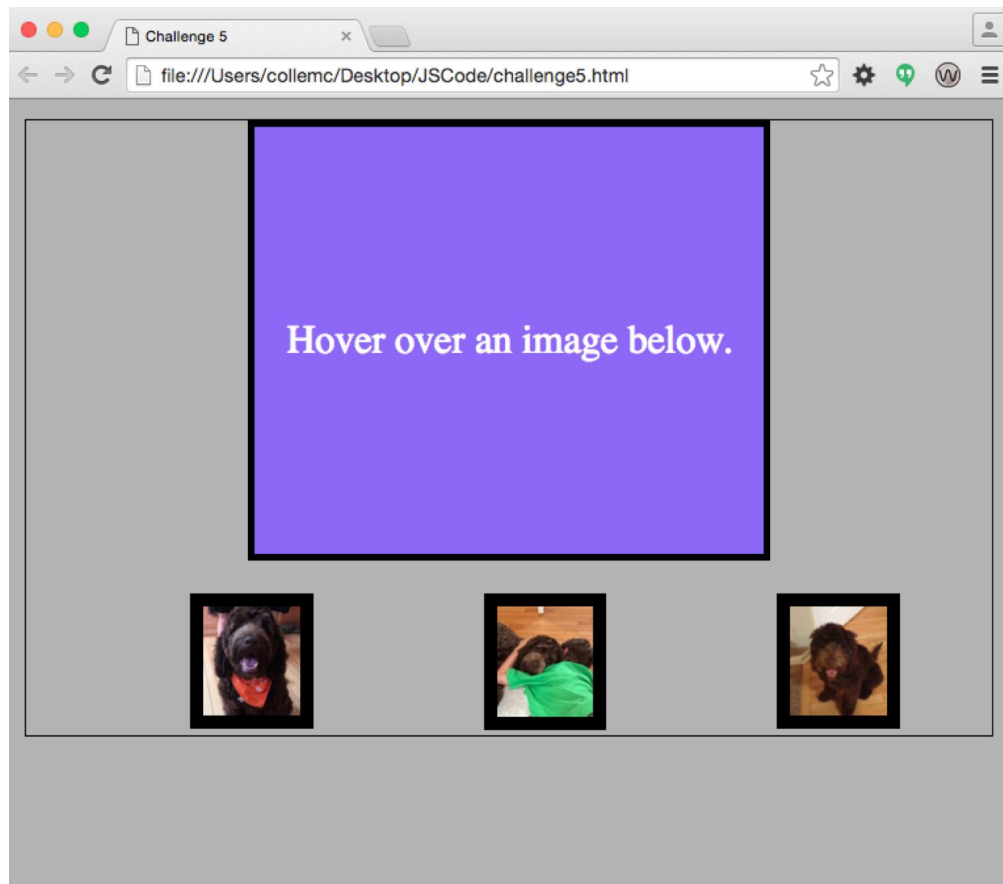 Challenge 5
file:///Users/collemc/Desktop/JSCode/challenge5.html
Hover over an image below.